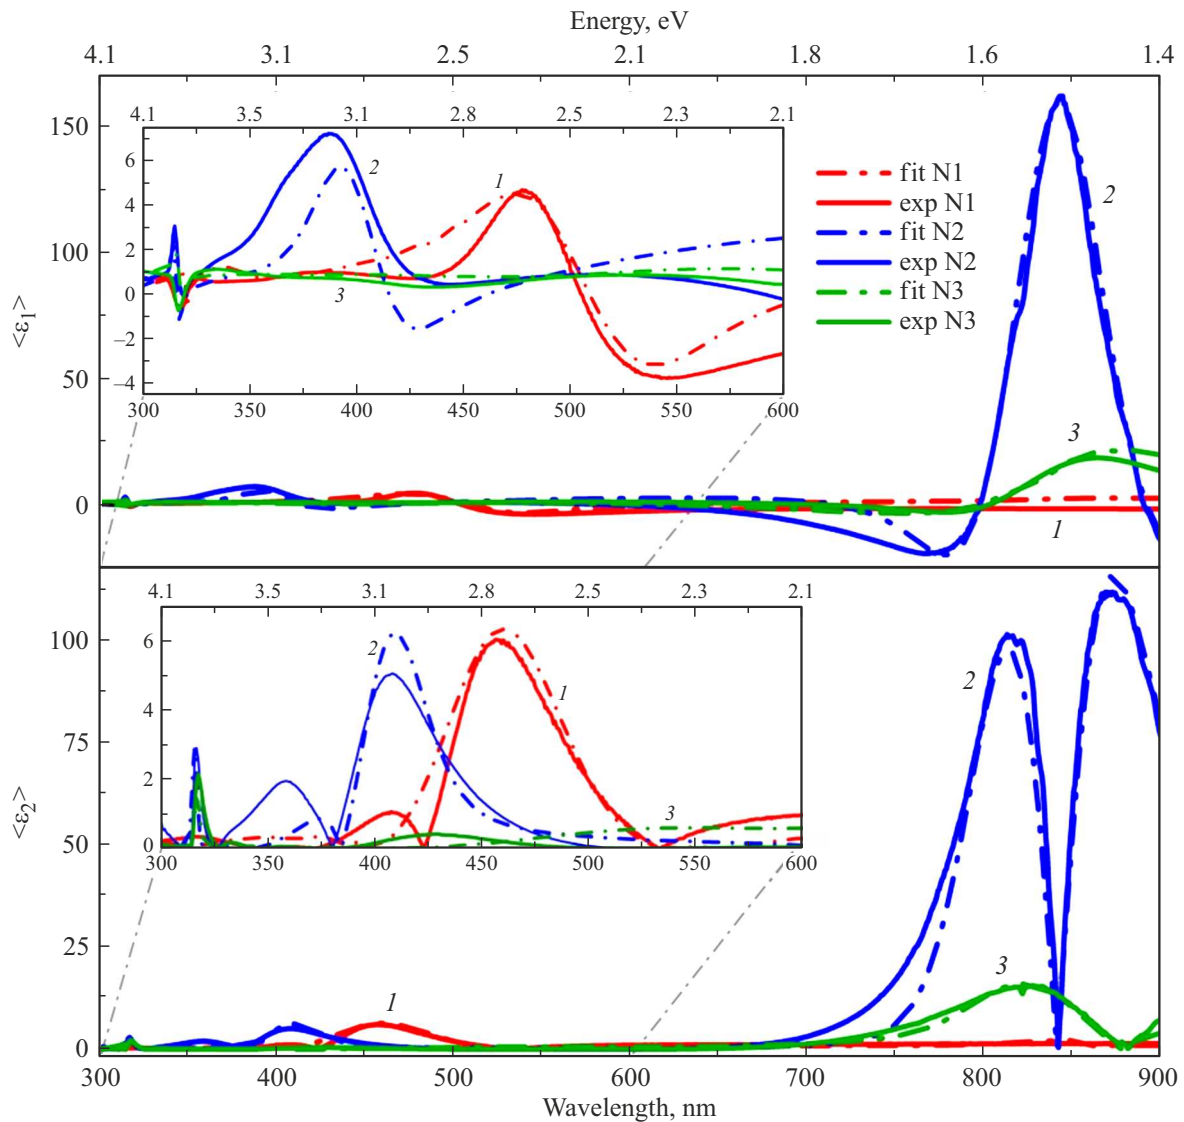 Energy, eV
4.1 3.1 2.5 2.1 1.8 1.6 1.4
4.1 3.5 3.1 2.8 2.5 2.3 2.1
<ε1>
150
100
50
0
6
4
2
0
–2
–4
2
1
3
300 350 400 450 500 550 600
fit N1
exp N1
fit N2
exp N2
fit N3
exp N3
2
3
1
4.1 3.5 3.1 2.8 2.5 2.3 2.1
<ε2>
100
75
50
25
0
6
4
2
0
2
1
3
300 350 400 450 500 550 600
2
3
1
300 400 500 600 700 800 900
Wavelength, nm